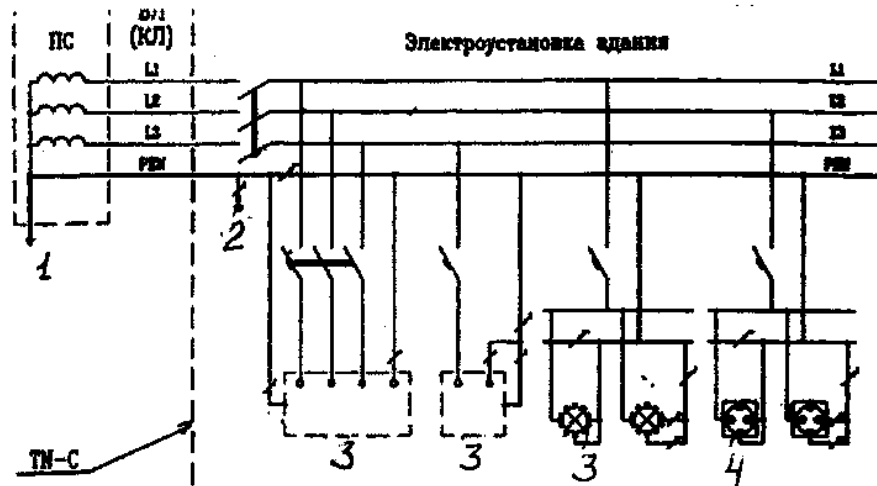 ПС
ВЛ
(КЛ)
Электроустановка здания
L1
L1
L2
L2
L3
L3
PEN
PEN
1
2
3
3
3
4
TN-C